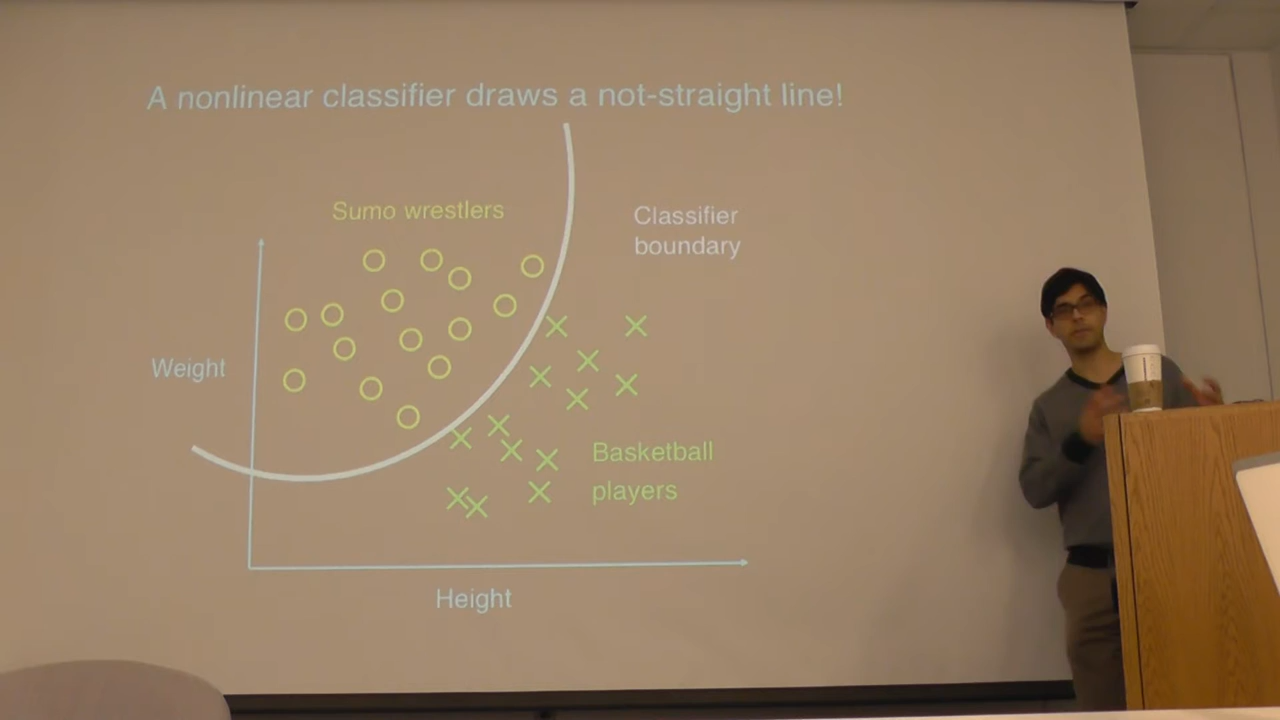 A nonlinear classifier draws a not-straight line!
Sumo wrestlers
Classifier
boundary
Weight
Basketball
players
Height